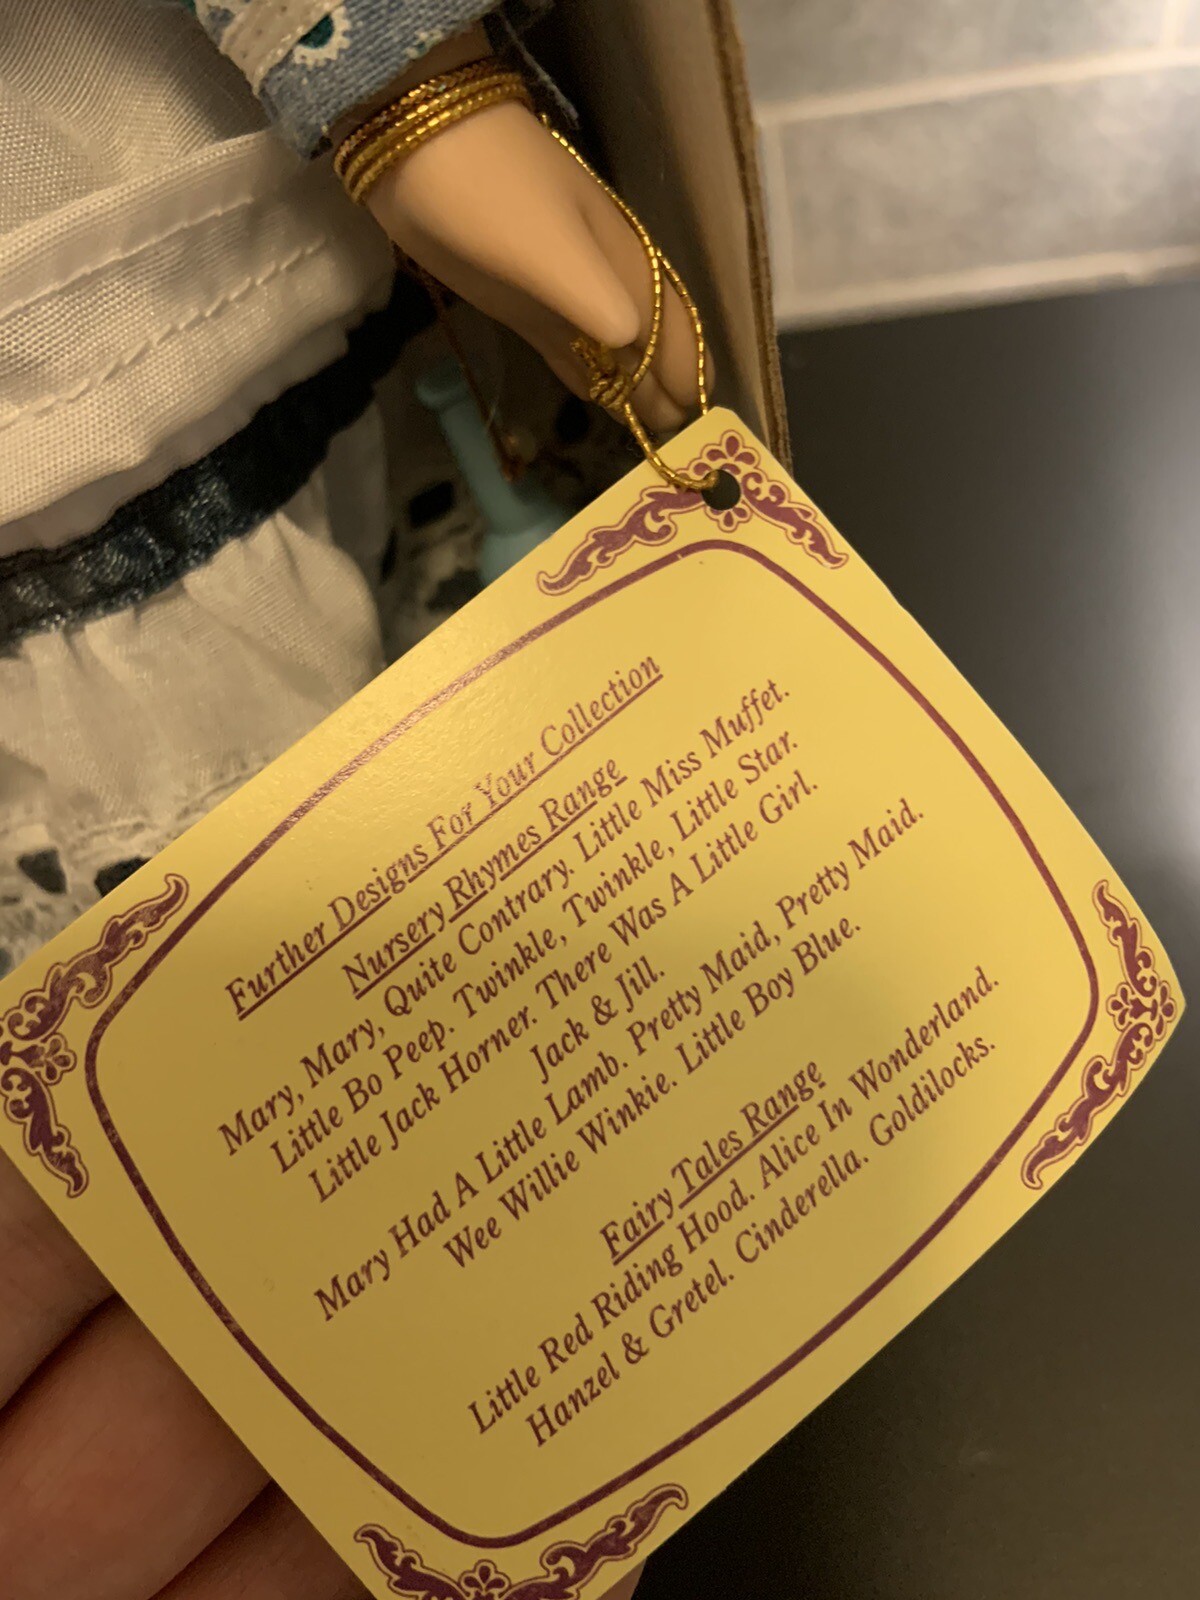 Further Designs For Your Collection
Nursery Rhymes Range
Mary, Mary, Quite Contrary. Little Miss Muffet.
Little Bo Peep. Twinkle, Twinkle, Little Star.
Little Jack Horner. There Was A Little Girl.
Jack & Jill.
Mary Had A Little Lamb. Pretty Maid, Pretty Maid.
Wee Willie Winkie. Little Boy Blue.
Fairy Tales Range
Little Red Riding Hood. Alice In Wonderland.
Hanzel & Gretel. Cinderella. Goldilocks.